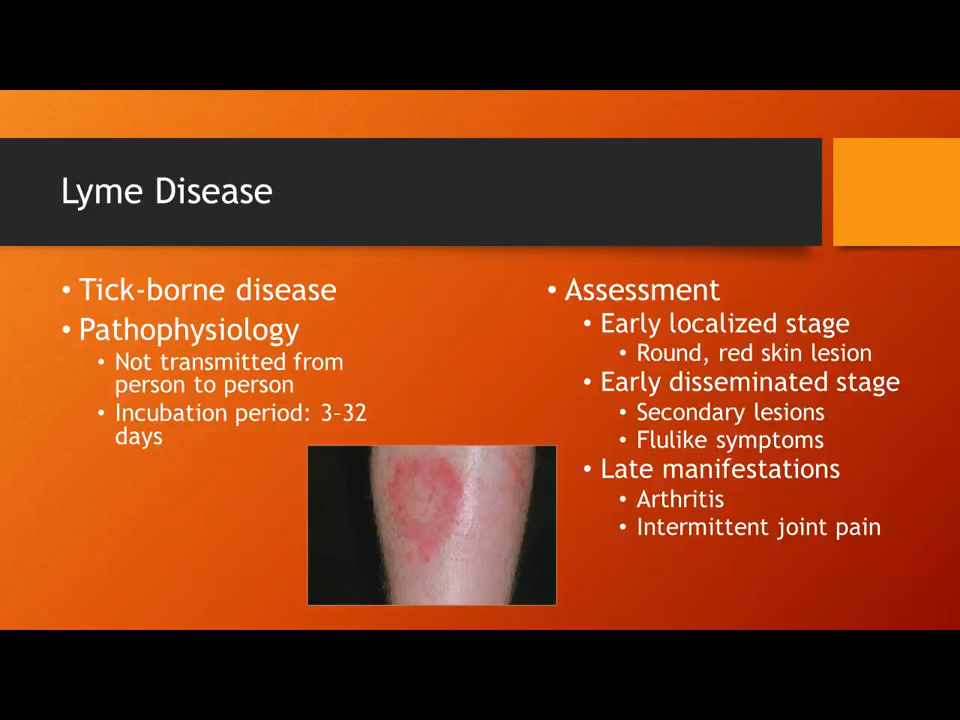 Lyme Disease
• Tick-borne disease
• Pathophysiology
• Not transmitted from
person to person
• Incubation period: 3–32
days
• Assessment
• Early localized stage
• Round, red skin lesion
• Early disseminated stage
• Secondary lesions
• Flulike symptoms
• Late manifestations
• Arthritis
• Intermittent joint pain